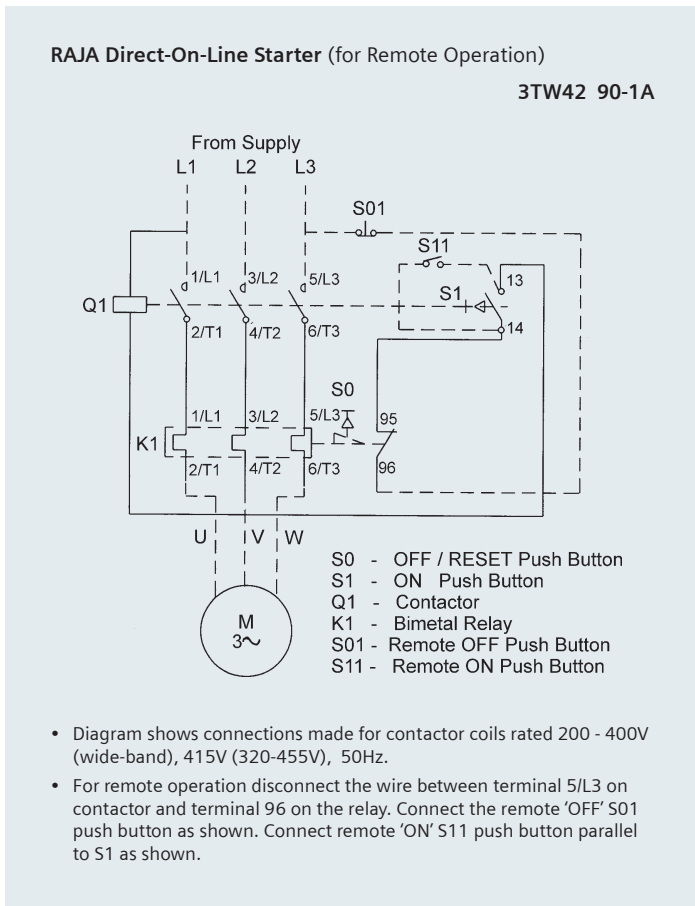 RAJA Direct-On-Line Starter (for Remote Operation)
3TW42 90-1A
From Supply
L1 L2 L3
S01
S11
1/L1 3/L2 5/L3
13
S1
Q1
2/T1 4/T2 6/T3
14
S0
1/L1 3/L2 5/L3
95
K1
2/T1 4/T2 6/T3
96
U V W
M
3~
S0 - OFF / RESET Push Button
S1 - ON Push Button
Q1 - Contactor
K1 - Bimetal Relay
S01 - Remote OFF Push Button
S11 - Remote ON Push Button
• Diagram shows connections made for contactor coils rated 200 - 400V
(wide-band), 415V (320-455V), 50Hz.
• For remote operation disconnect the wire between terminal 5/L3 on
contactor and terminal 96 on the relay. Connect the remote ‘OFF’ S01
push button as shown. Connect remote ‘ON’ S11 push button parallel
to S1 as shown.